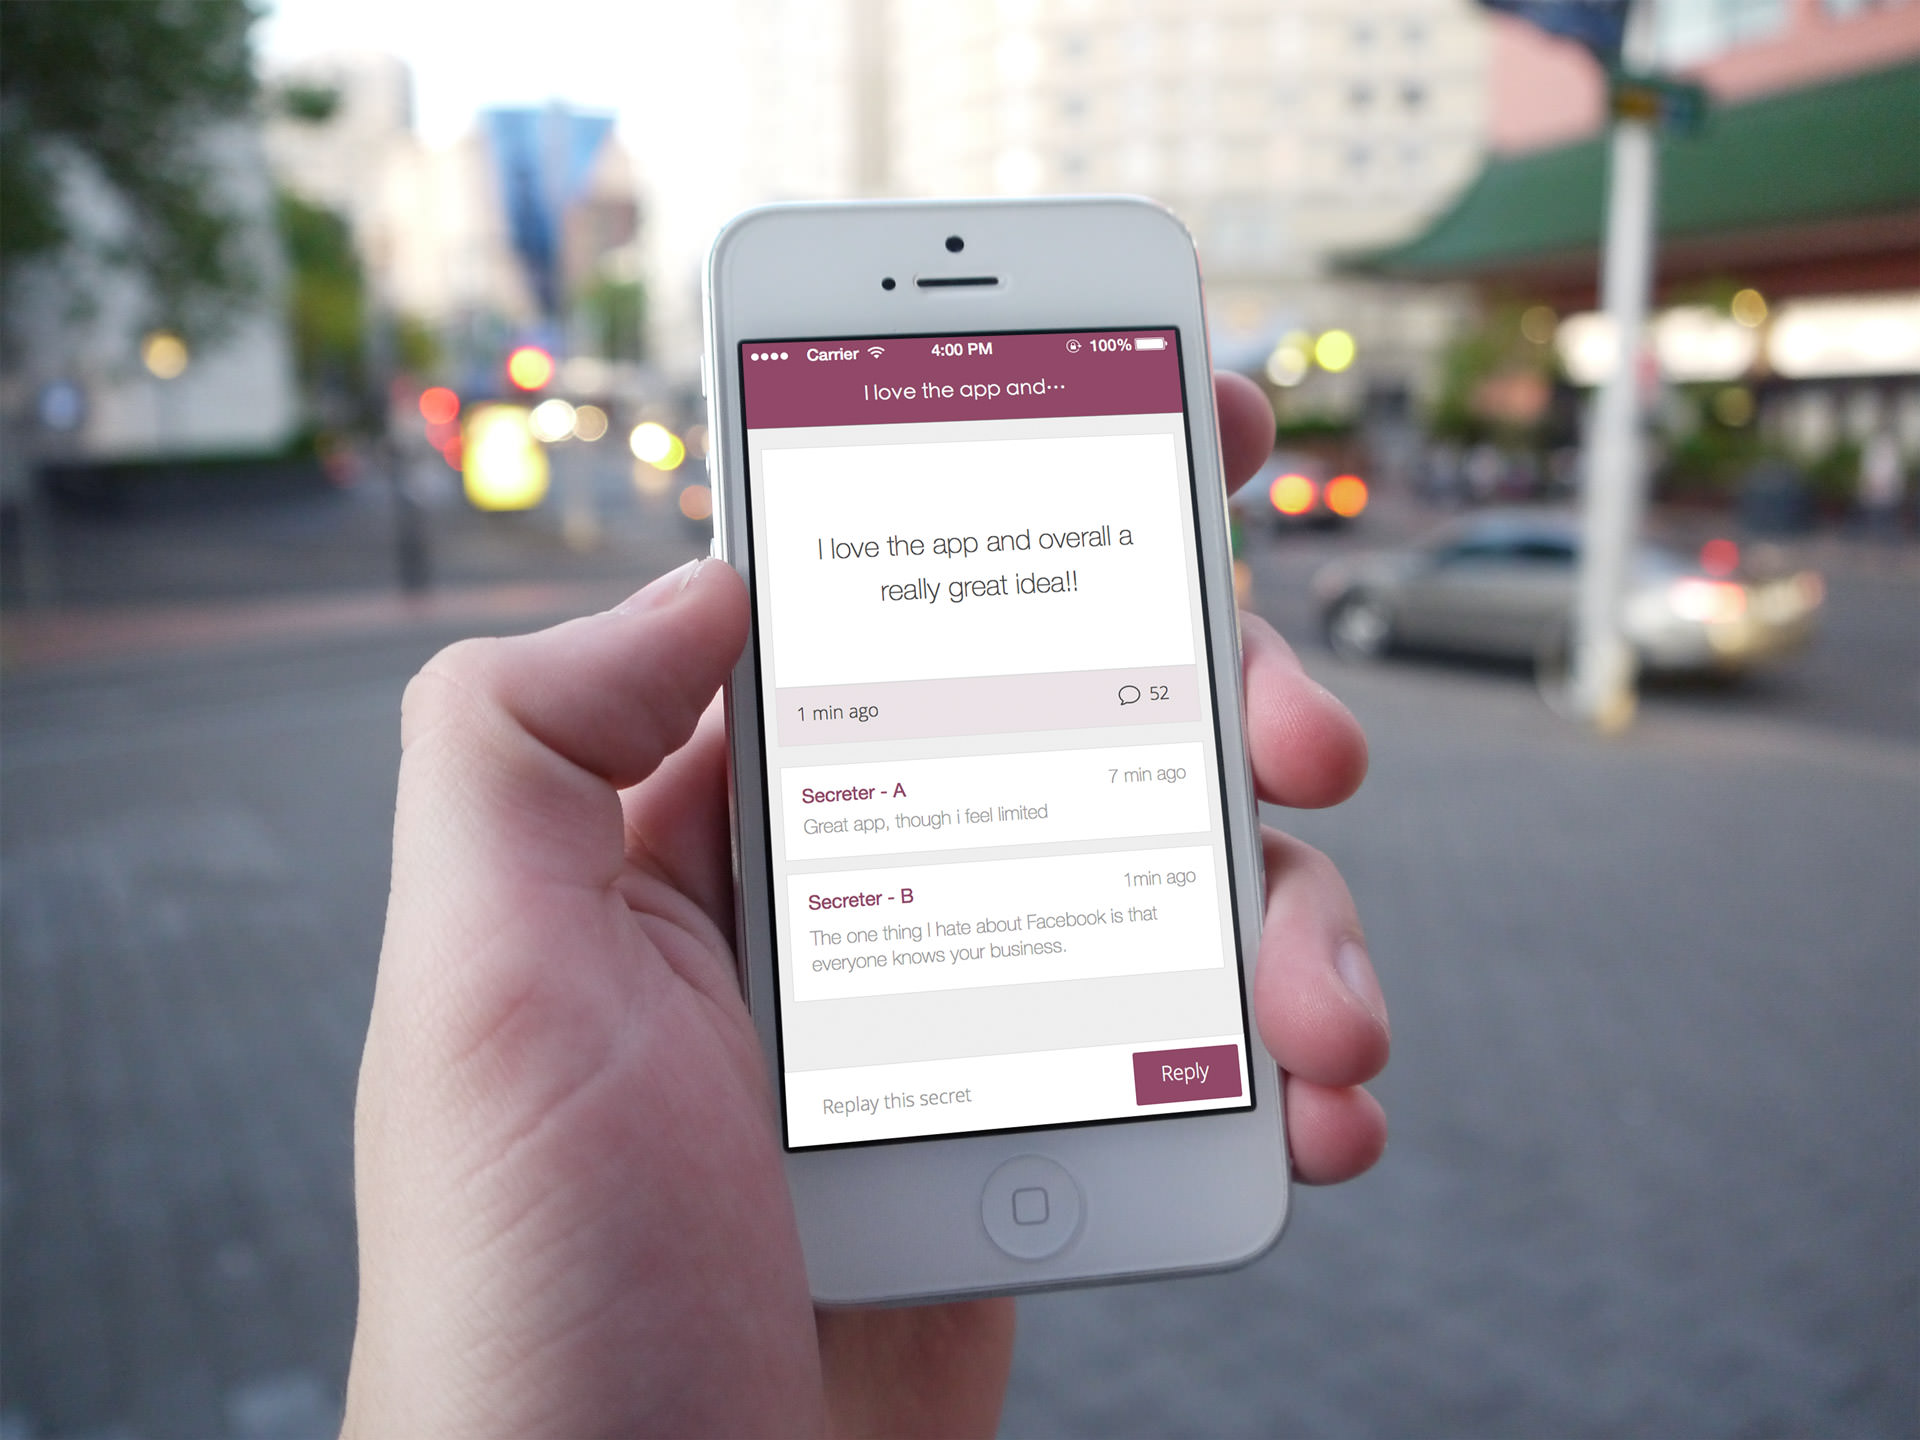 Carrier 4:00 PM 100%
I love the app and...
I love the app and overall a
really great idea!!
1 min ago 52
Secreter - A 7 min ago
Great app, though i feel limited
Secreter - B 1min ago
The one thing I hate about Facebook is that
everyone knows your business.
Replay this secret Reply